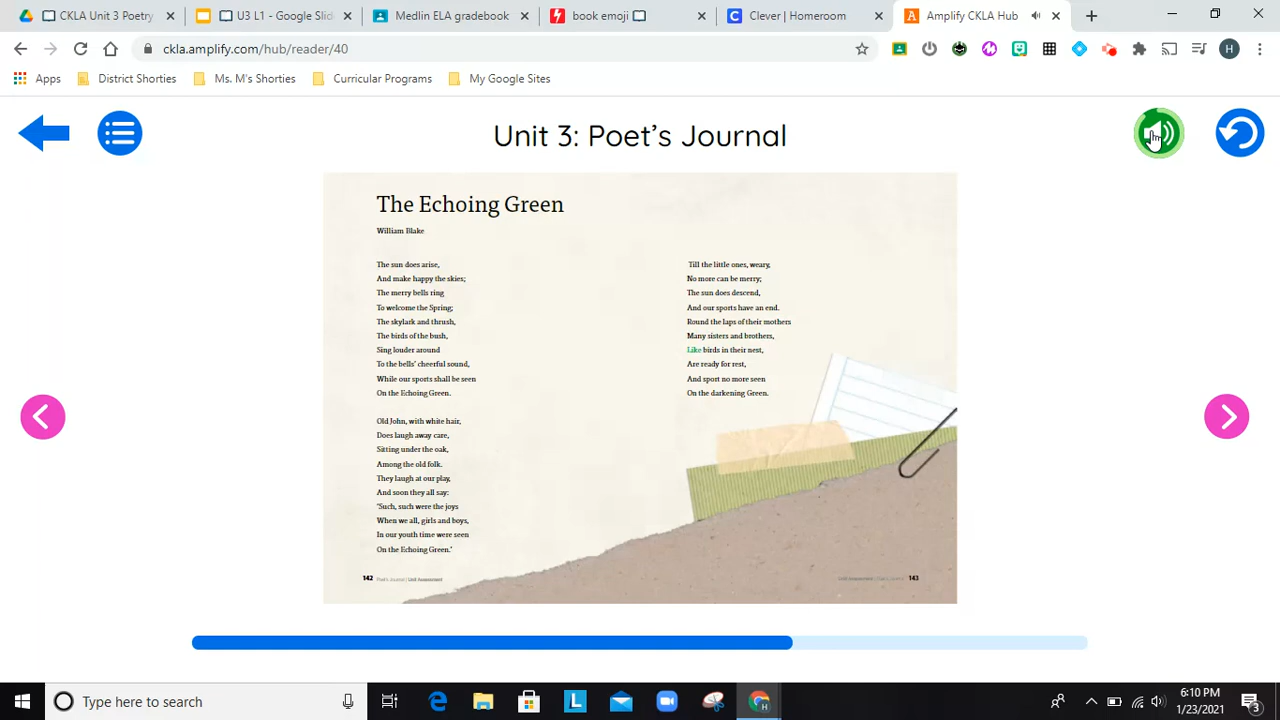 CKLA Unit 3 Poetry
U3 L1 - Google Slid
Medlin ELA gradebook
book emoji
Clever | Homeroom
Amplify CKLA Hub
ckla.amplify.com/hub/reader/40
H
Apps
District Shorties
Ms. M's Shorties
Curricular Programs
My Google Sites
Unit 3: Poet's Journal
The Echoing Green
William Blake
The sun does arise,
And make happy the skies;
The merry bells ring
To welcome the Spring;
The skylark and thrush,
The birds of the bush,
Sing louder around
To the bells' cheerful sound,
While our sports shall be seen
On the Echoing Green.
Old John, with white hair,
Does laugh away care,
Sitting under the oak,
Among the old folk.
They laugh at our play,
And soon they all say:
'Such, such were the joys
When we all, girls and boys,
In our youth time were seen
On the Echoing Green.'
Till the little ones, weary,
No more can be merry;
The sun does descend,
And our sports have an end.
Round the laps of their mothers
Many sisters and brothers,
Like birds in their nest,
Are ready for rest,
And sport no more seen
On the darkening Green.
142 Poet's Journal | Unit Assessment
143
Type here to search
6:10 PM
1/23/2021